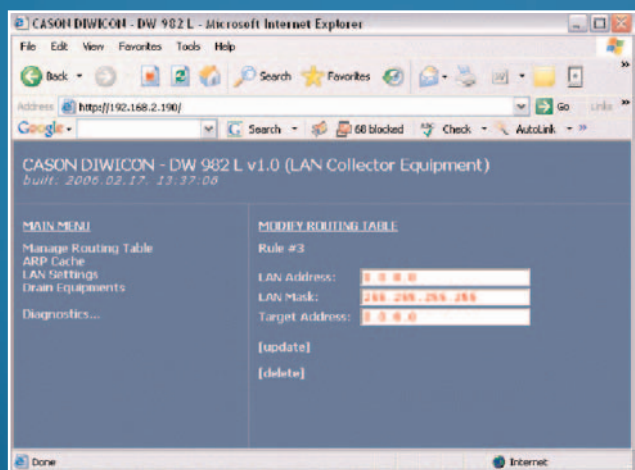 CASON DIWICON - DW 982 L - Microsoft Internet Explorer
File Edit View Favorites Tools Help
Back Search Favorites
Address http://192.168.2.190/ Go Links
Google Search 68 blocked Check AutoLink
CASON DIWICON - DW 982 L v1.0 (LAN Collector Equipment)
built: 2006.02.17. 13:37:06
MAIN MENU
Manage Routing Table
ARP Cache
LAN Settings
Drain Equipments
Diagnostics...
MODIFY ROUTING TABLE
Rule #3
LAN Address: 0.0.0.0
LAN Mask: 255.255.255.255
Target Address: 0.0.0.0
[update]
[delete]
Done Internet